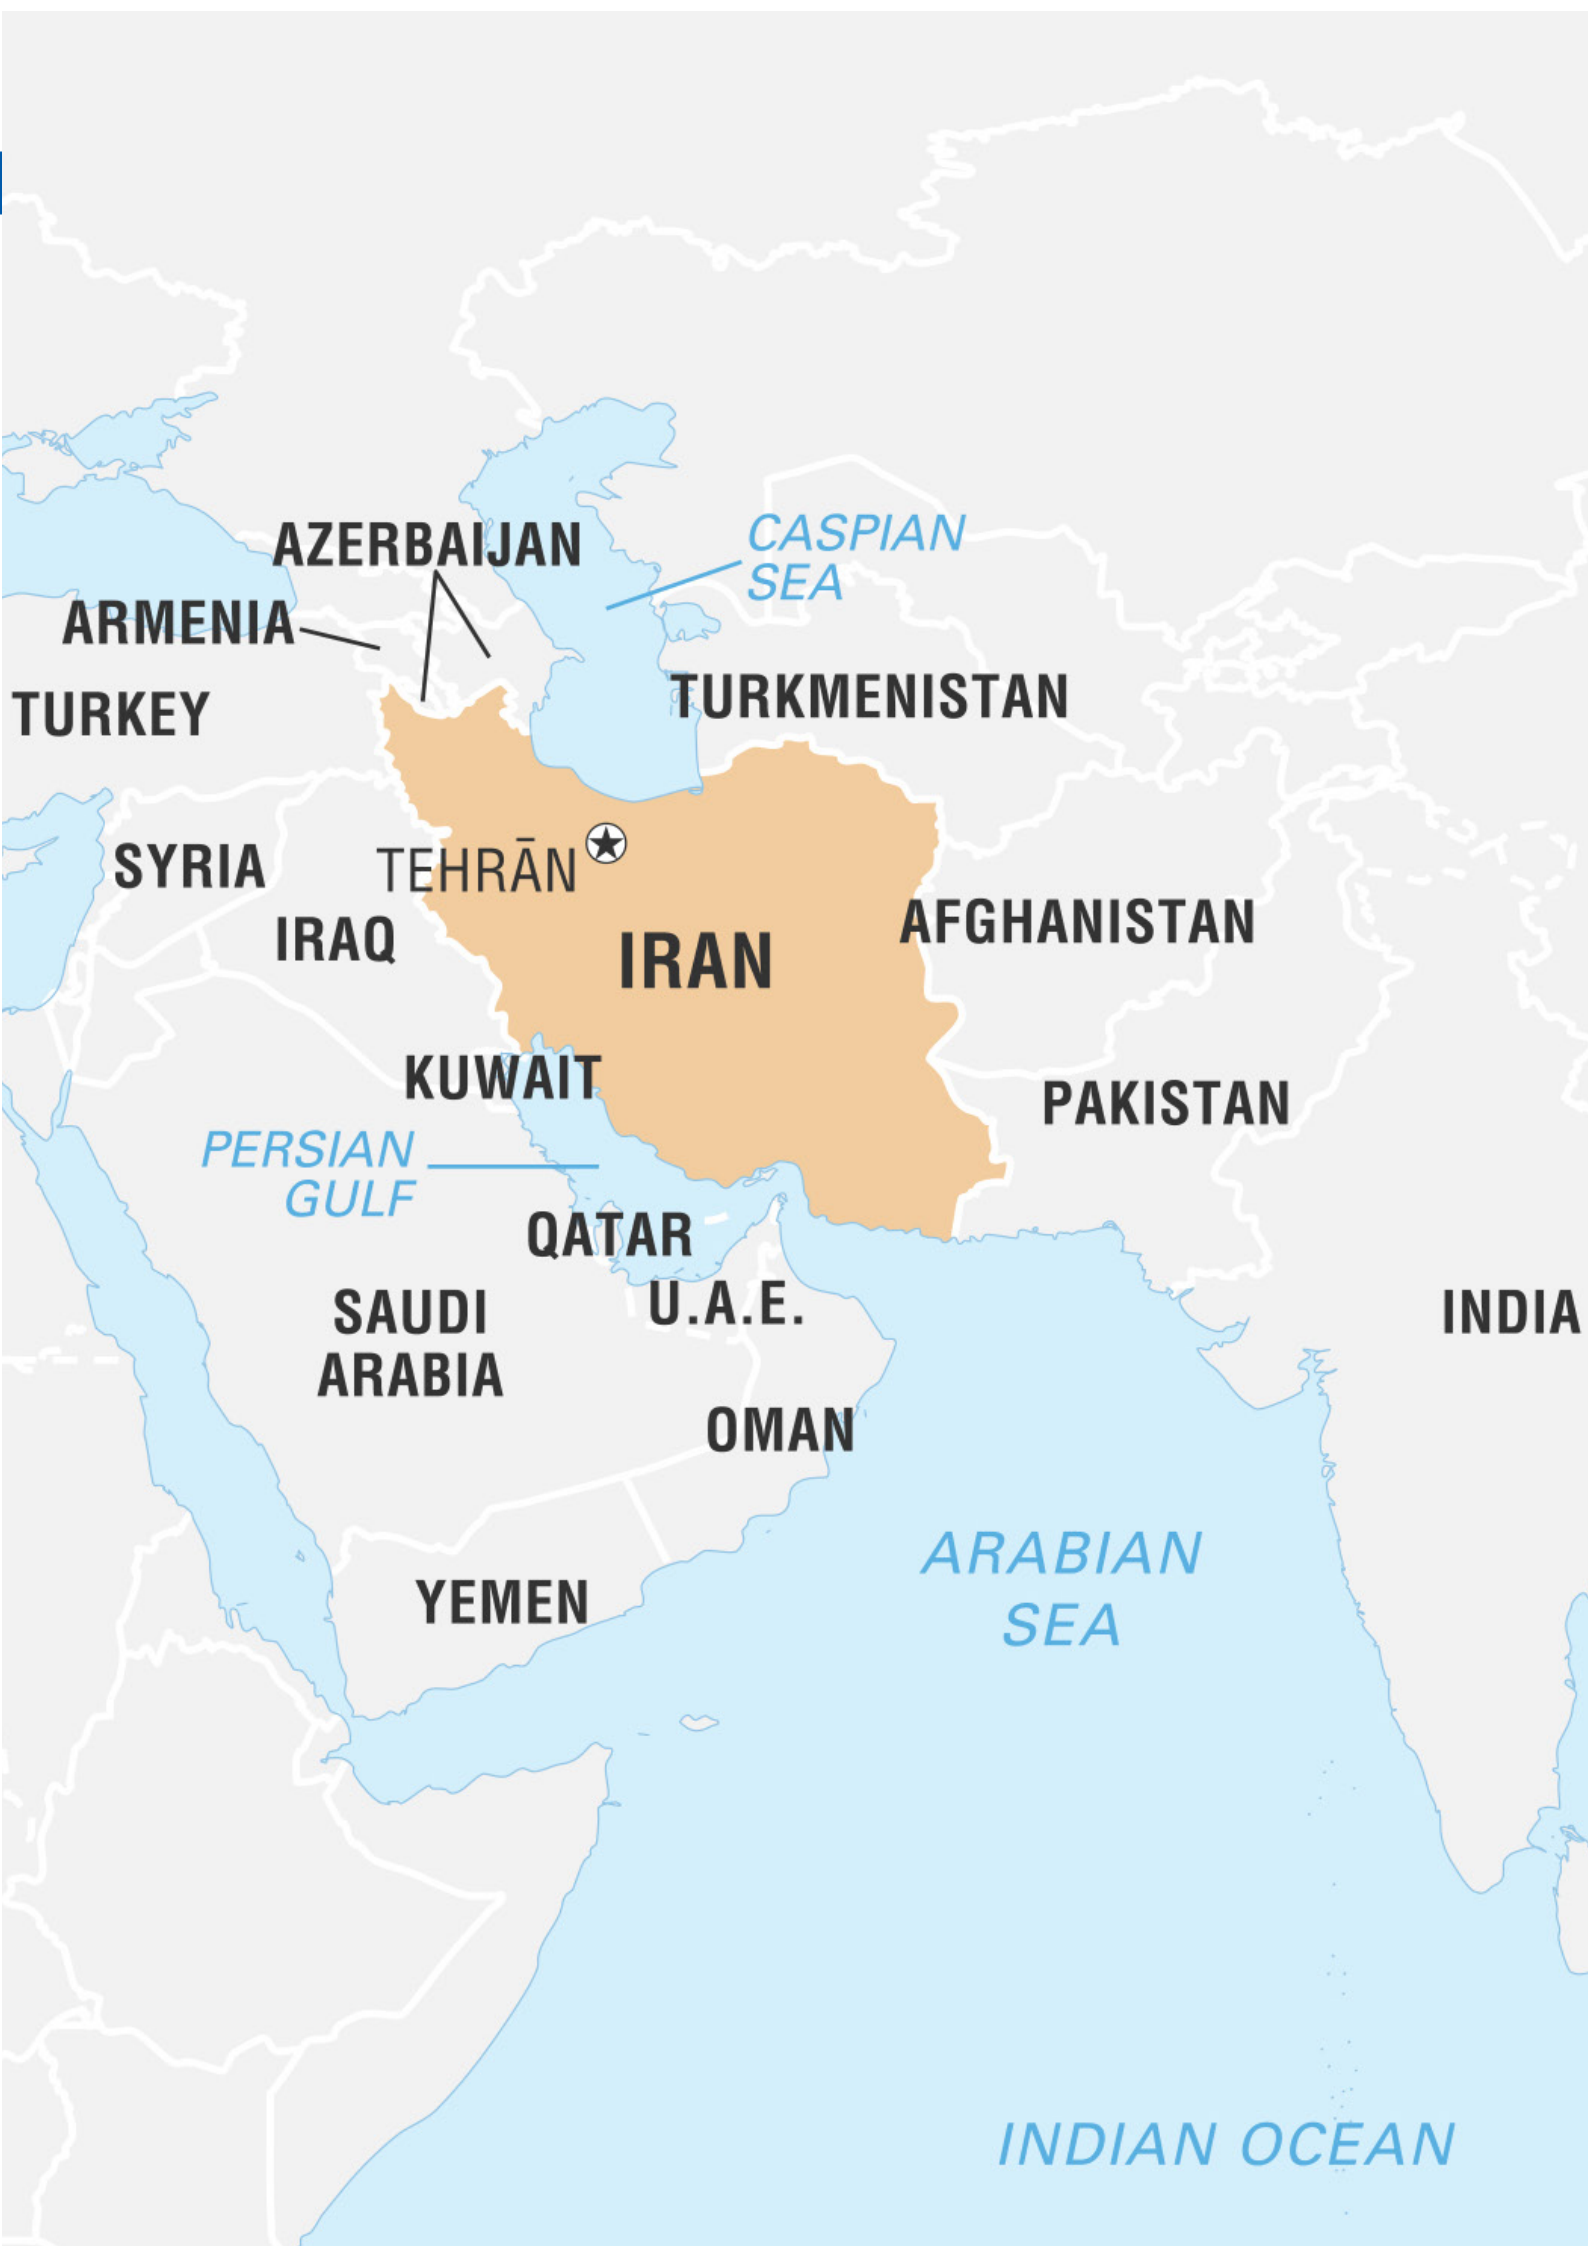 AZERBAIJAN
CASPIAN
SEA
ARMENIA
TURKEY
TURKMENISTAN
SYRIA
TEHRĀN
IRAQ
IRAN
AFGHANISTAN
KUWAIT
PAKISTAN
PERSIAN
GULF
QATAR
U.A.E.
SAUDI
ARABIA
INDIA
OMAN
ARABIAN
SEA
YEMEN
INDIAN OCEAN